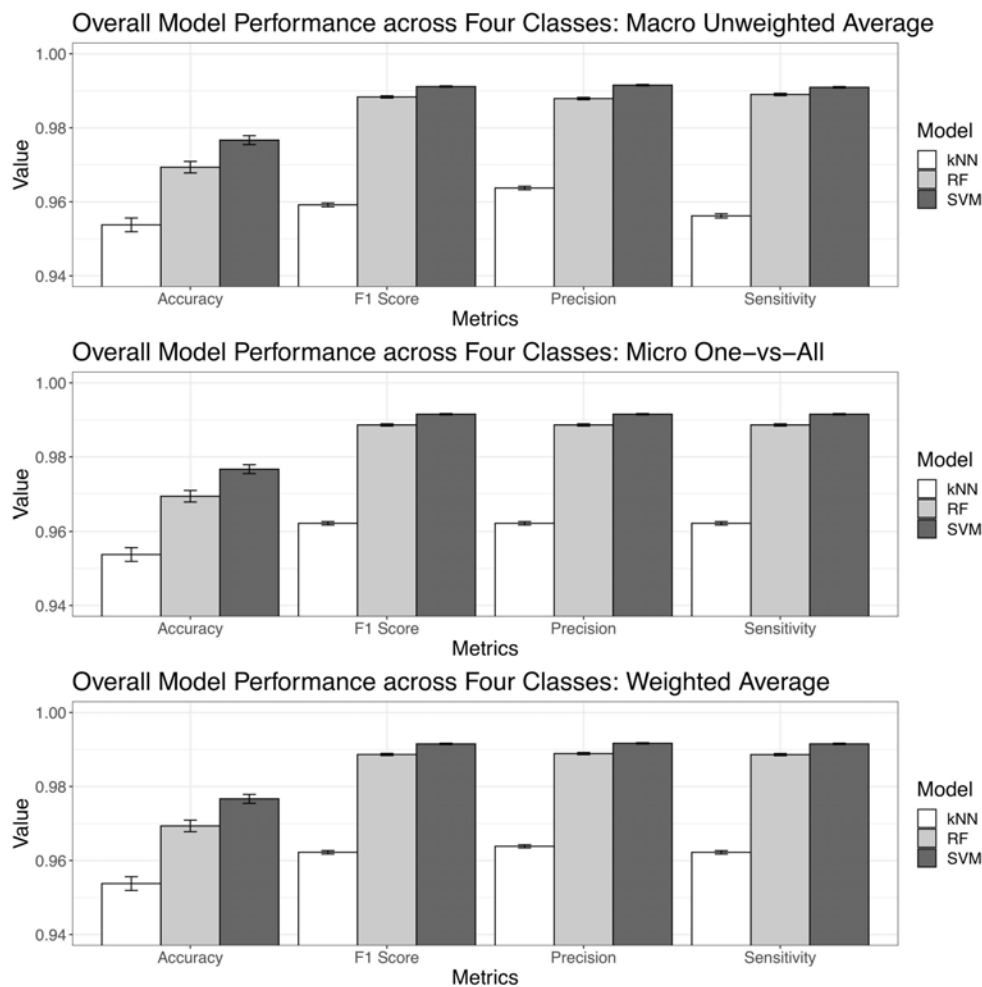 Overall Model Performance across Four Classes: Macro Unweighted Average
1.00
0.98
0.96
0.94
Value
Accuracy F1 Score Precision Sensitivity
Metrics
Model
kNN
RF
SVM
Overall Model Performance across Four Classes: Micro One−vs−All
1.00
0.98
0.96
0.94
Value
Accuracy F1 Score Precision Sensitivity
Metrics
Model
kNN
RF
SVM
Overall Model Performance across Four Classes: Weighted Average
1.00
0.98
0.96
0.94
Value
Accuracy F1 Score Precision Sensitivity
Metrics
Model
kNN
RF
SVM